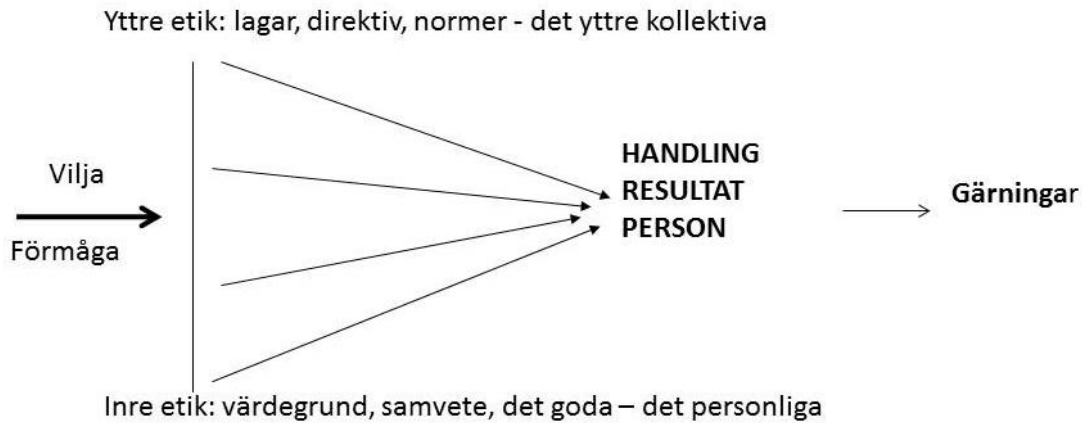 Yttre etik: lagar, direktiv, normer - det yttre kollektiva
Vilja
Förmåga
HANDLING
RESULTAT
PERSON
Gärningar
Inre etik: värdegrund, samvete, det goda – det personliga